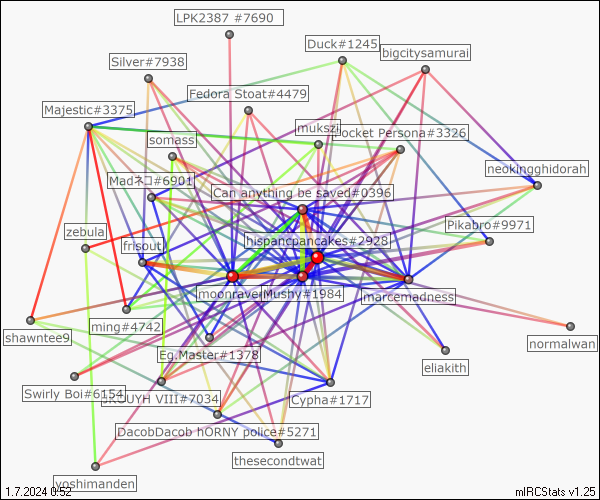 LPK2387 #7690
Duck#1245
bigcitysamurai
Silver#7938
Fedora Stoat#4479
Majestic#3375
mukszi
Pocket Persona#3326
somass
neokingghidorah
Madネコ#6901
Can anything be saved#0396
Pikabro#9971
zebula
frisout
hispancpancakes#2928
moonraven
Mushy#1984
marcemadness
shawntee9
ming#4742
normalwan
Eg.Master#1378
eliakith
Swirly Boi#6154
VIII#7034
Cypha#1717
DacobDacob hORNY police#5271
thesecondtwat
yoshimanden
1.7.2024 0:52
mIRCStats v1.25